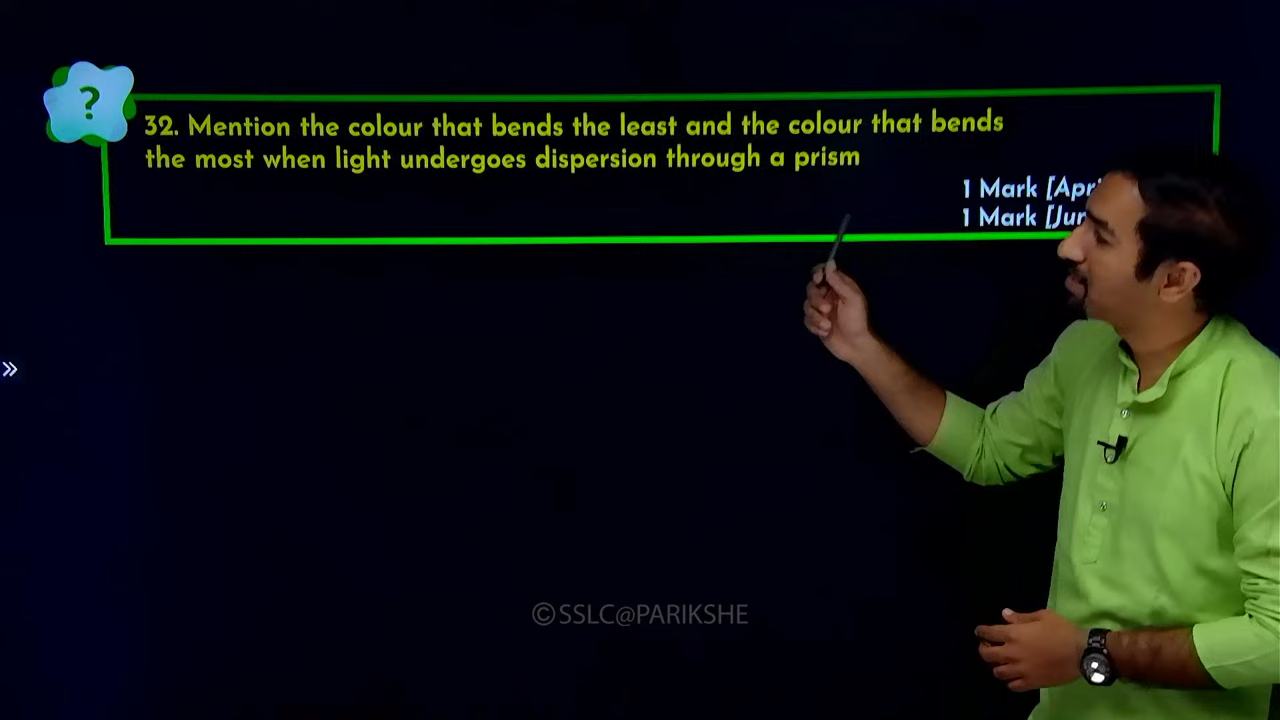 ?
32. Mention the colour that bends the least and the colour that bends
the most when light undergoes dispersion through a prism
1 Mark
1 Mark
»
©SSLC@PARIKSHE